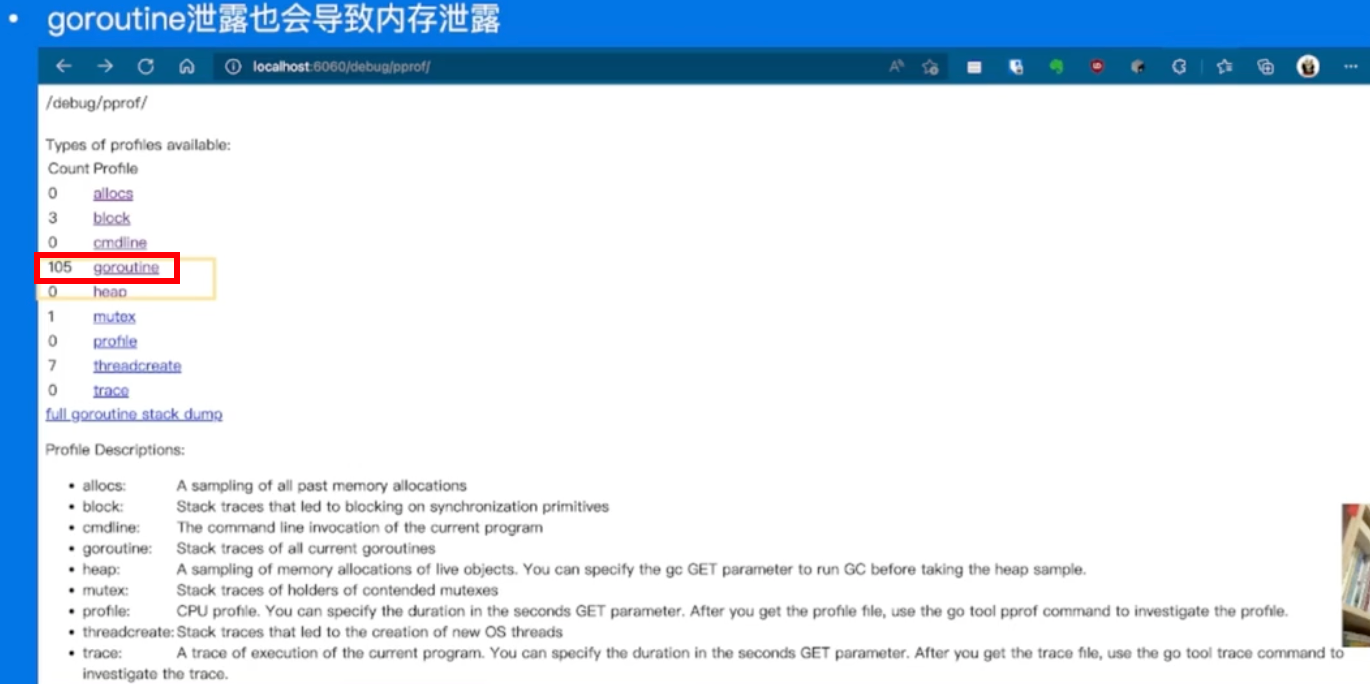 • goroutine泄露也会导致内存泄露
localhost:6060/debug/pprof/
/debug/pprof/
Types of profiles available:
Count Profile
0 allocs
3 block
0 cmdline
105 goroutine
0 heap
1 mutex
0 profile
7 threadcreate
0 trace
full goroutine stack dump
Profile Descriptions:
• allocs: A sampling of all past memory allocations
• block: Stack traces that led to blocking on synchronization primitives
• cmdline: The command line invocation of the current program
• goroutine: Stack traces of all current goroutines
• heap: A sampling of memory allocations of live objects. You can specify the gc GET parameter to run GC before taking the heap sample.
• mutex: Stack traces of holders of contended mutexes
• profile: CPU profile. You can specify the duration in the seconds GET parameter. After you get the profile file, use the go tool pprof command to investigate the profile.
• threadcreate: Stack traces that led to the creation of new OS threads
• trace: A trace of execution of the current program. You can specify the duration in the seconds GET parameter. After you get the trace file, use the go tool trace command to
investigate the trace.